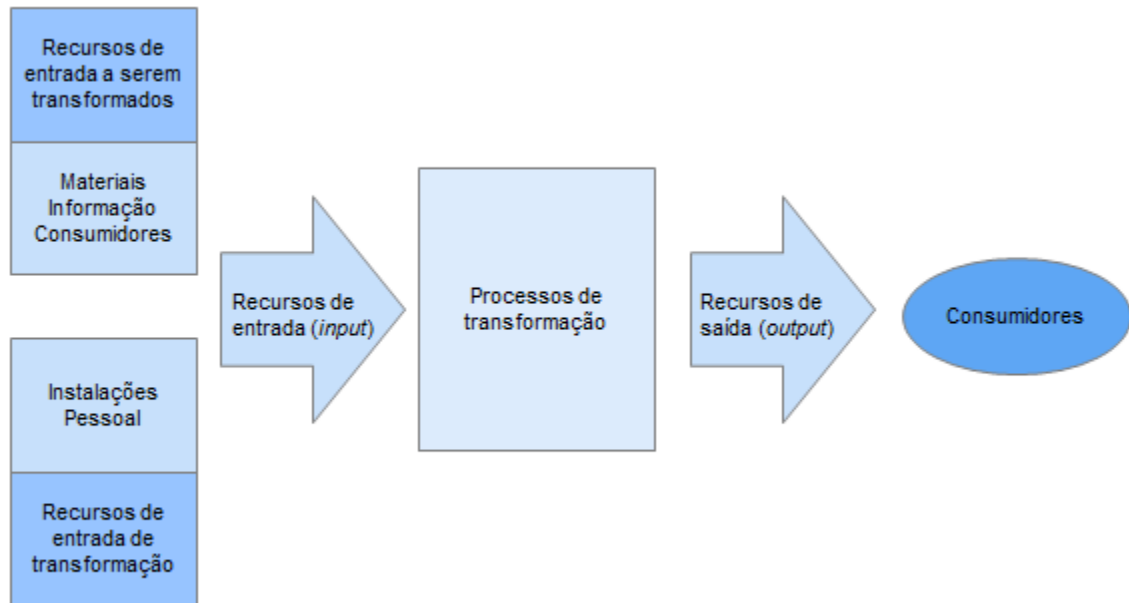 Recursos de
entrada a serem
transformados
Materiais
Informação
Consumidores
Instalações
Pessoal
Recursos de
entrada de
transformação
Recursos de
entrada (input)
Processos de
transformação
Recursos de
saída (output)
Consumidores